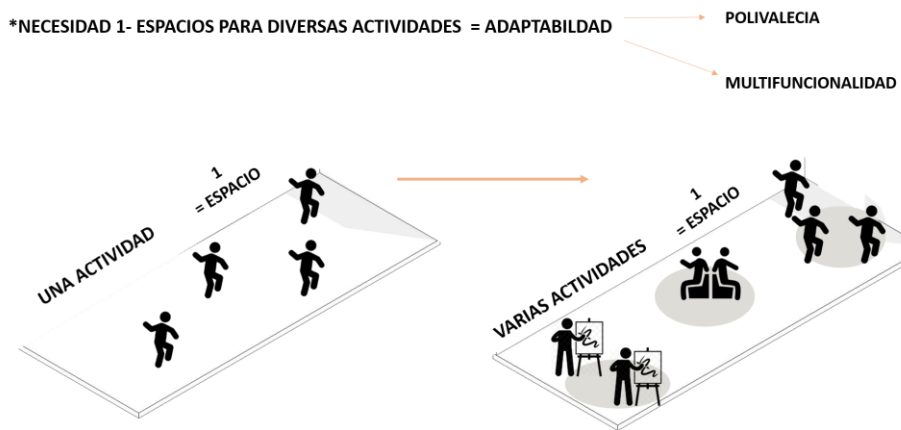 *NECESIDAD 1- ESPACIOS PARA DIVERSAS ACTIVIDADES = ADAPTABILDAD
POLIVALECIA
MULTIFUNCIONALIDAD
UNA ACTIVIDAD
1
= ESPACIO
VARIAS ACTIVIDADES
1
= ESPACIO